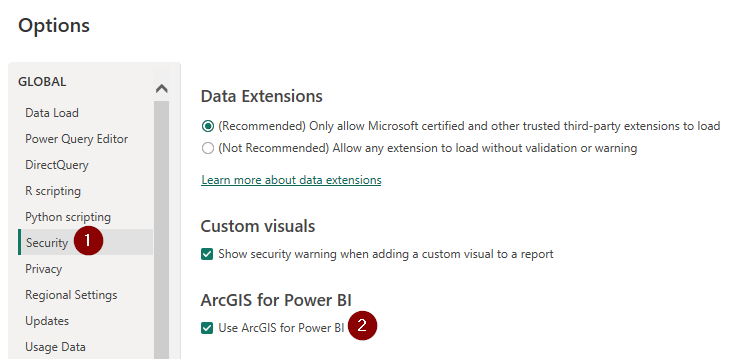 Options
GLOBAL
Data Load
Power Query Editor
DirectQuery
R scripting
Python scripting
Security 1
Privacy
Regional Settings
Updates
Usage Data
Data Extensions
(Recommended) Only allow Microsoft certified and other trusted third-party extensions to load
(Not Recommended) Allow any extension to load without validation or warning
Learn more about data extensions
Custom visuals
Show security warning when adding a custom visual to a report
ArcGIS for Power BI
Use ArcGIS for Power BI 2